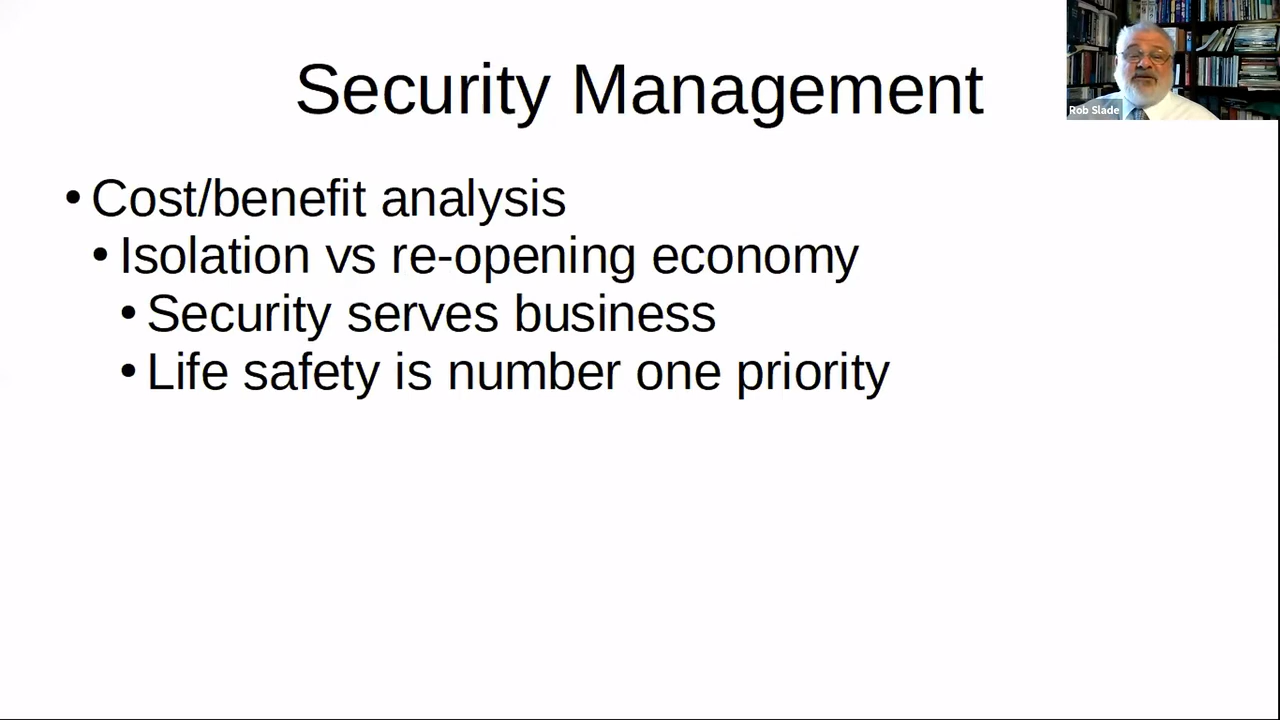 Security Management
Rob Slade
• Cost/benefit analysis
• Isolation vs re-opening economy
• Security serves business
• Life safety is number one priority